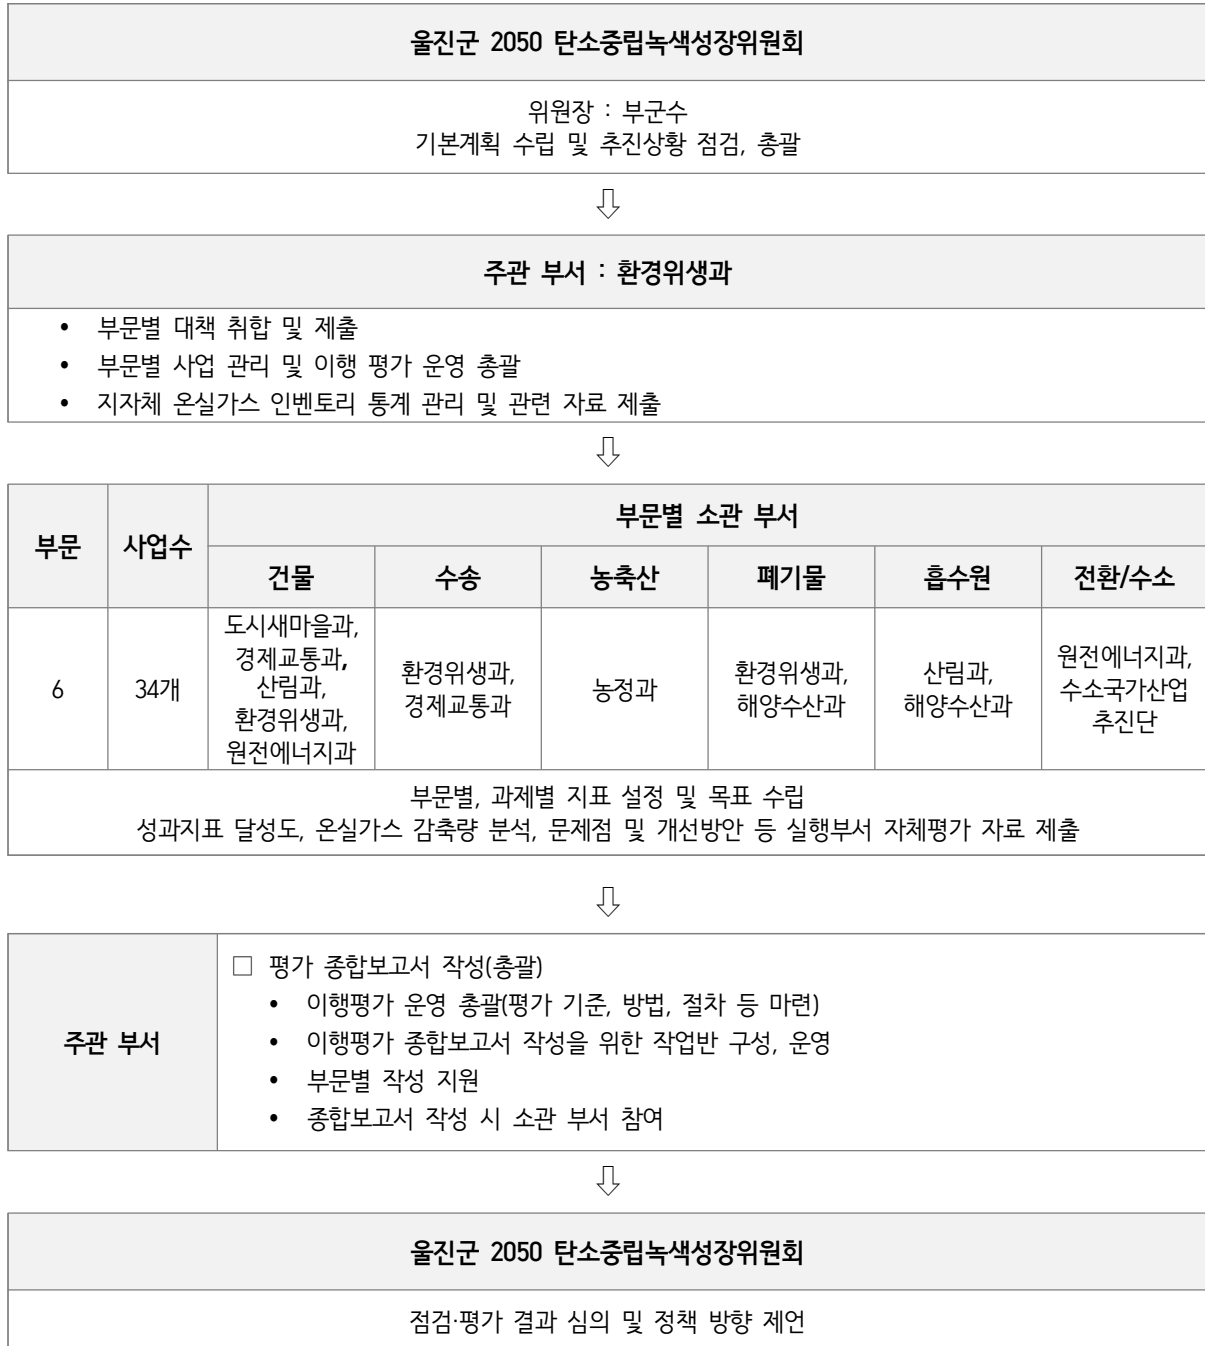 울진군 2050 탄소중립녹색성장위원회
위원장 : 부군수
기본계획 수립 및 추진상황 점검, 총괄
⇩
주관 부서 : 환경위생과
• 부문별 대책 취합 및 제출
• 부문별 사업 관리 및 이행 평가 운영 총괄
• 지자체 온실가스 인벤토리 통계 관리 및 관련 자료 제출
⇩
부문 사업수 부문별 소관 부서
건물 수송 농축산 폐기물 흡수원 전환/수소
6 34개
도시새마을과,
경제교통과,
산림과,
환경위생과,
원전에너지과
환경위생과,
경제교통과
농정과
환경위생과,
해양수산과
산림과,
해양수산과
원전에너지과,
수소국가산업
추진단
부문별, 과제별 지표 설정 및 목표 수립
성과지표 달성도, 온실가스 감축량 분석, 문제점 및 개선방안 등 실행부서 자체평가 자료 제출
⇩
주관 부서
□ 평가 종합보고서 작성(총괄)
• 이행평가 운영 총괄(평가 기준, 방법, 절차 등 마련)
• 이행평가 종합보고서 작성을 위한 작업반 구성, 운영
• 부문별 작성 지원
• 종합보고서 작성 시 소관 부서 참여
⇩
울진군 2050 탄소중립녹색성장위원회
점검·평가 결과 심의 및 정책 방향 제언